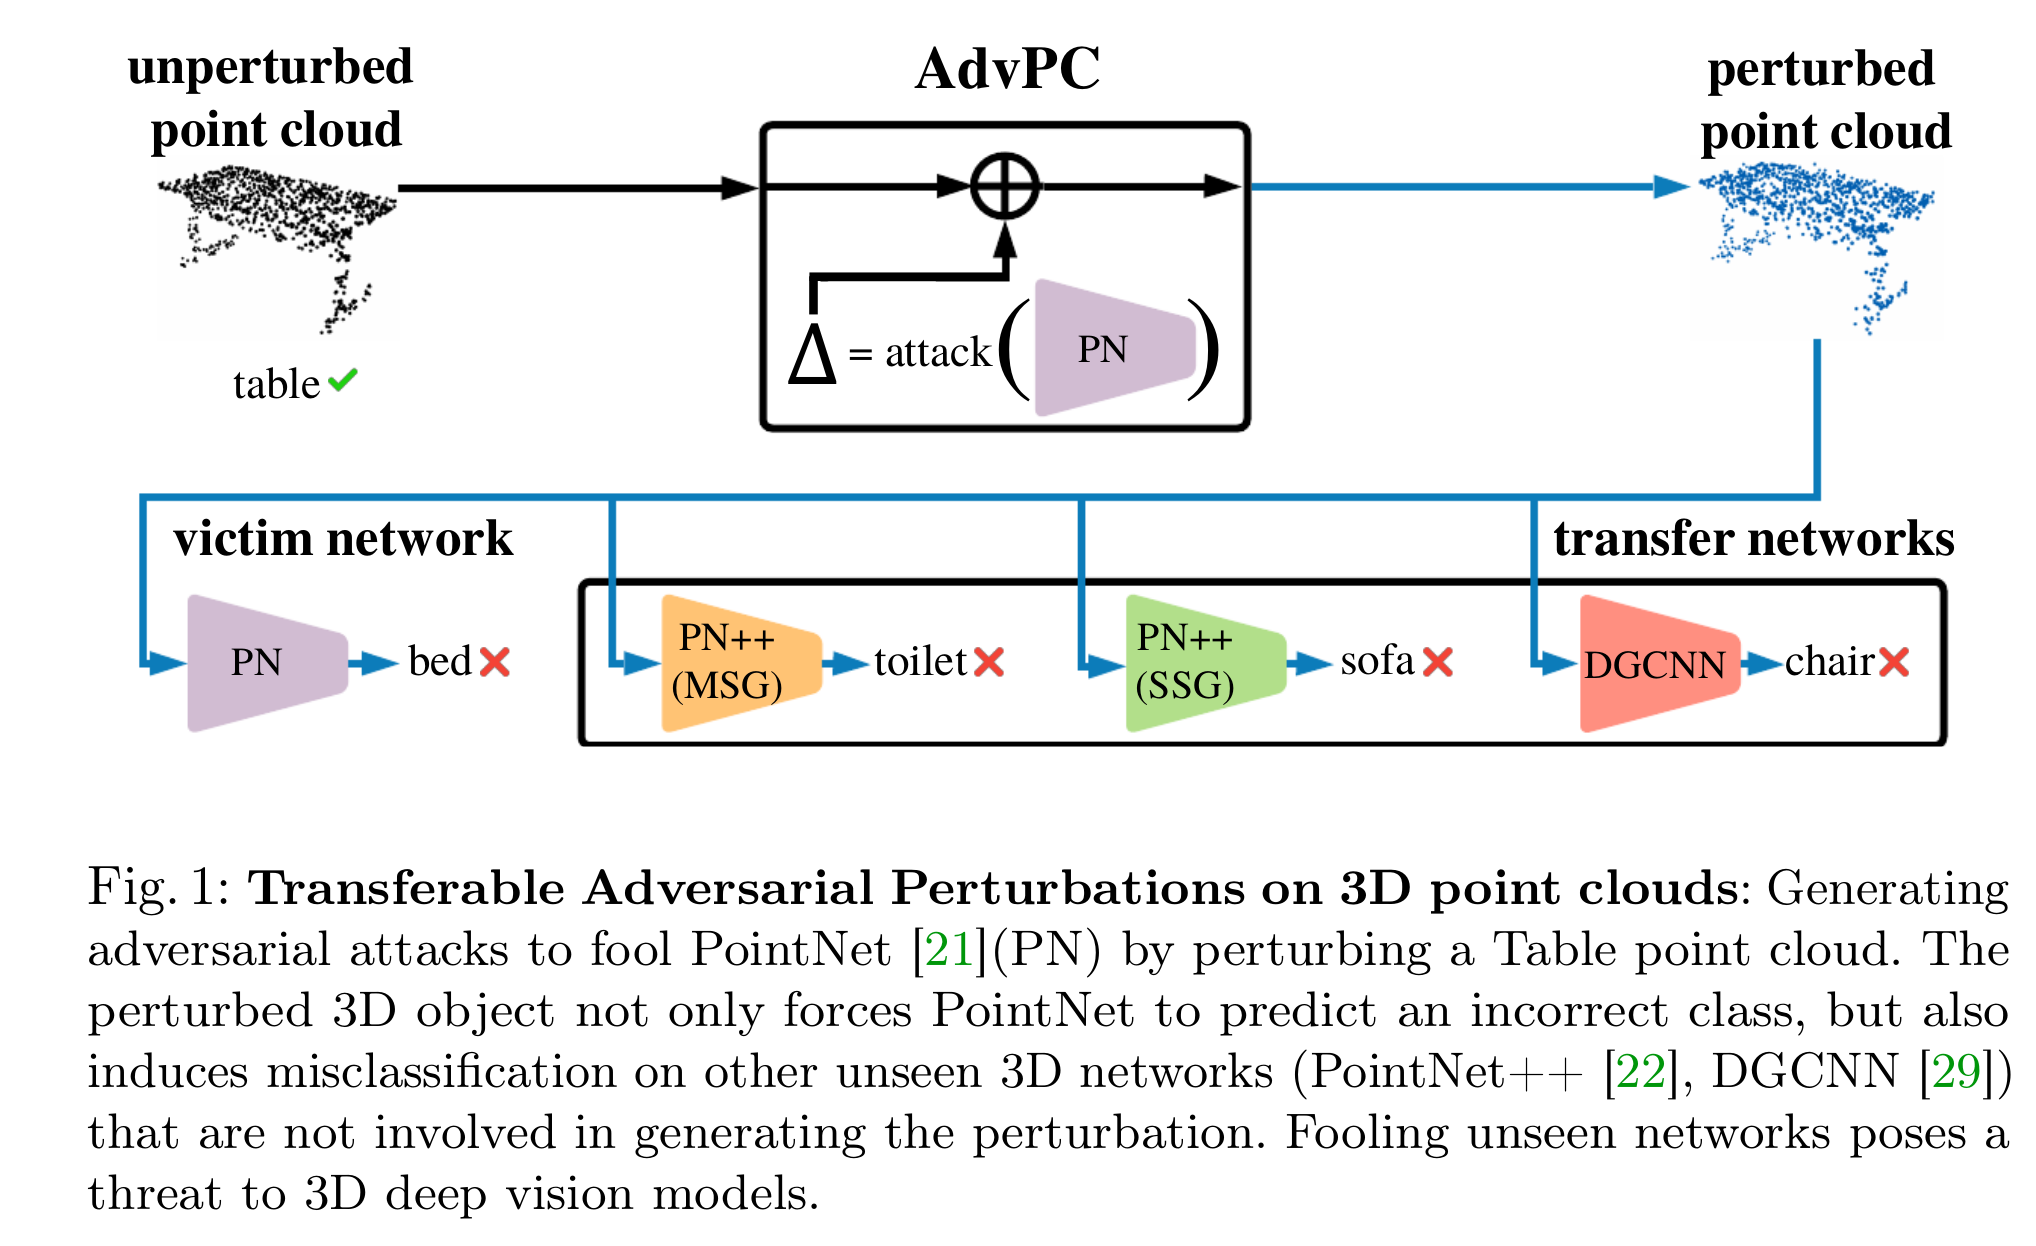 unperturbed
point cloud
AdvPC
perturbed
point cloud
Δ = attack( PN )
table
victim network
transfer networks
PN
bed
PN++
(MSG)
toilet
PN++
(SSG)
sofa
DGCNN
chair
Fig. 1: Transferable Adversarial Perturbations on 3D point clouds: Generating
adversarial attacks to fool PointNet [21](PN) by perturbing a Table point cloud. The
perturbed 3D object not only forces PointNet to predict an incorrect class, but also
induces misclassification on other unseen 3D networks (PointNet++ [22], DGCNN [29])
that are not involved in generating the perturbation. Fooling unseen networks poses a
threat to 3D deep vision models.